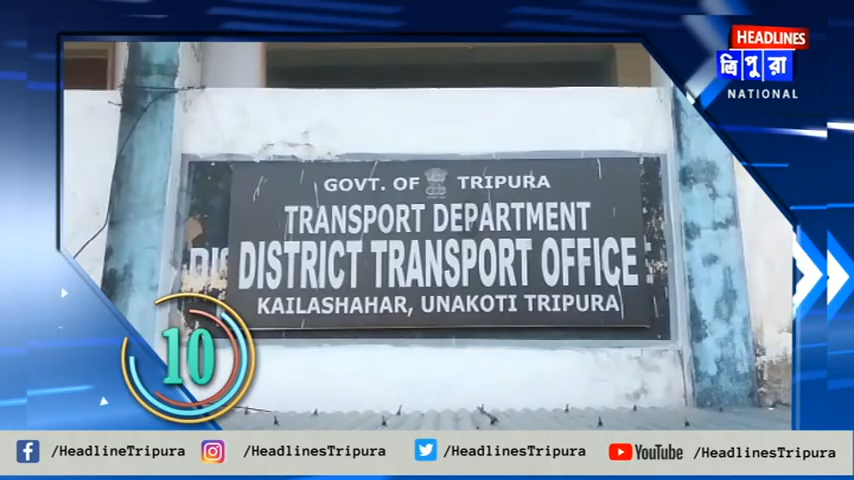 HEADLINES
ত্রিপুরা
NATIONAL
GOVT. OF TRIPURA
TRANSPORT DEPARTMENT
DISTRICT TRANSPORT OFFICE
KAILASHAHAR, UNAKOTI TRIPURA
10
/HeadlineTripura /HeadlinesTripura /HeadlinesTripura YouTube /HeadlinesTripura